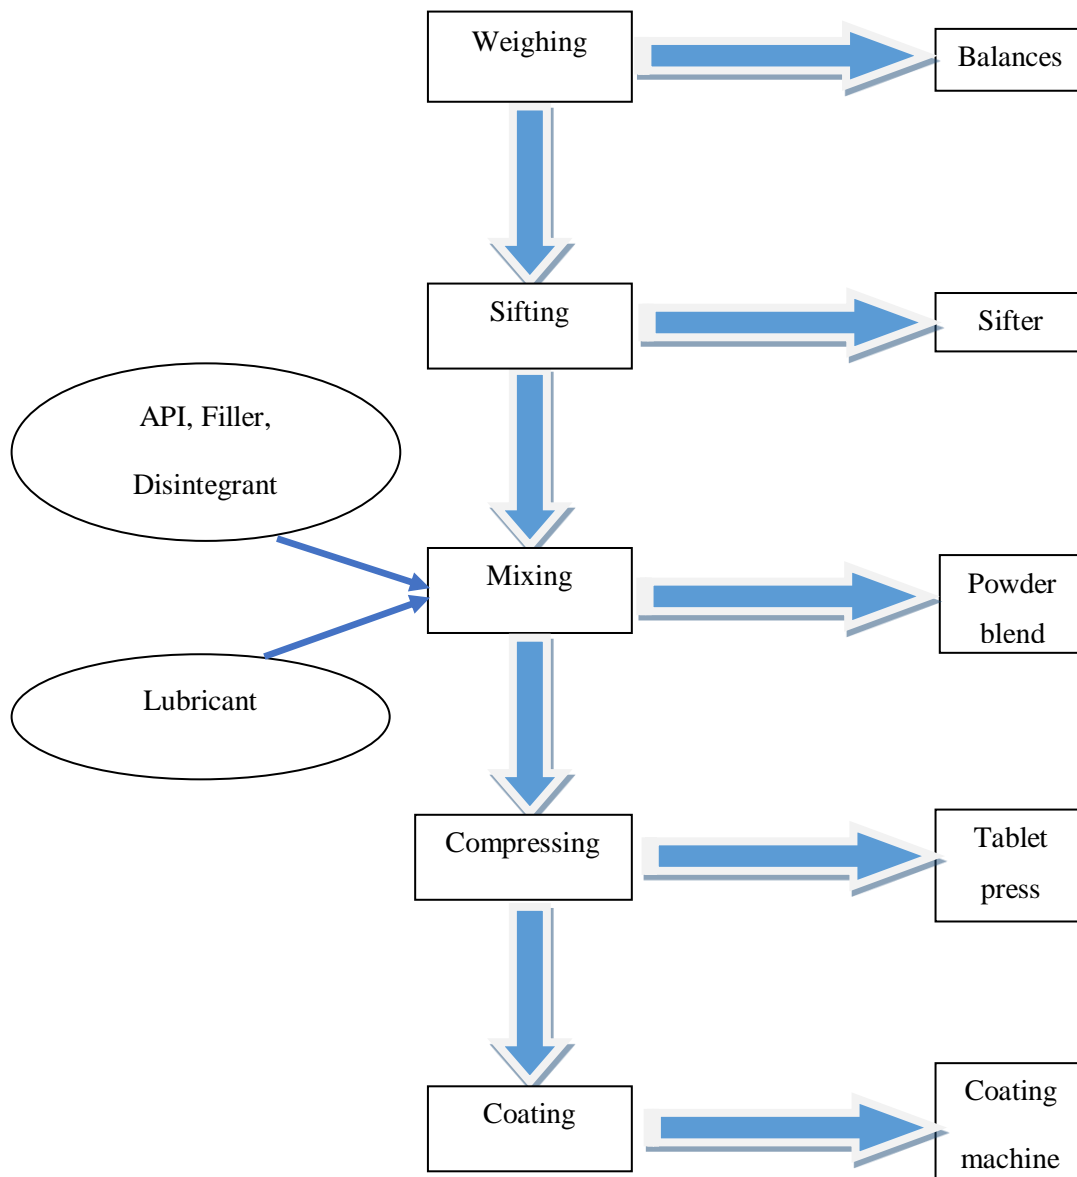 Weighing
Balances
Sifting
Sifter
API, Filler,
Disintegrant
Mixing
Powder
blend
Lubricant
Compressing
Tablet
press
Coating
Coating
machine